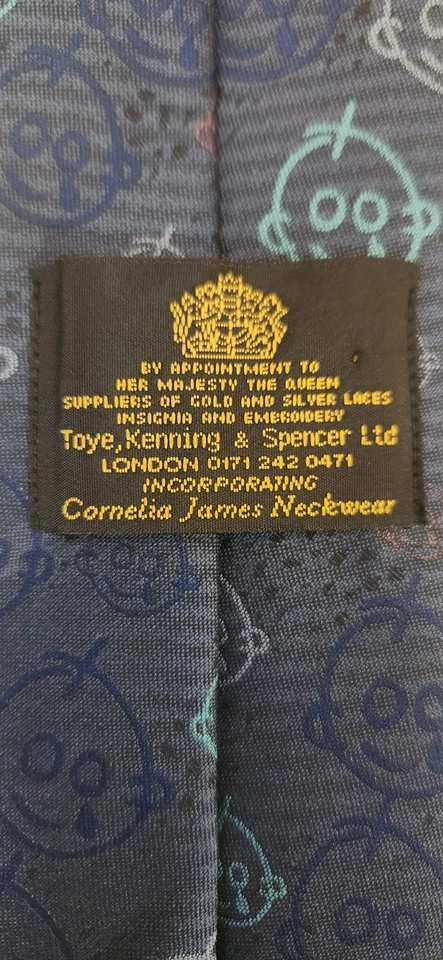 BY APPOINTMENT TO
HER MAJESTY THE QUEEN
SUPPLIERS OF GOLD AND SILVER LACES
INSIGNIA AND EMBROIDERY
Toye, Kenning & Spencer Ltd
LONDON 0171 242 0471
INCORPORATING
Cornelia James Neckwear